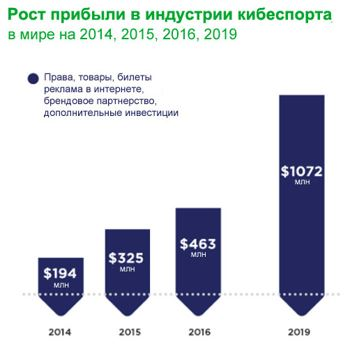 Рост прибыли в индустрии кибеспорта
в мире на 2014, 2015, 2016, 2019
Права, товары, билеты
реклама в интернете,
брендовое партнерство,
дополнительные инвестиции
$194
млн
$325
млн
$463
млн
$1072
млн
2014
2015
2016
2019